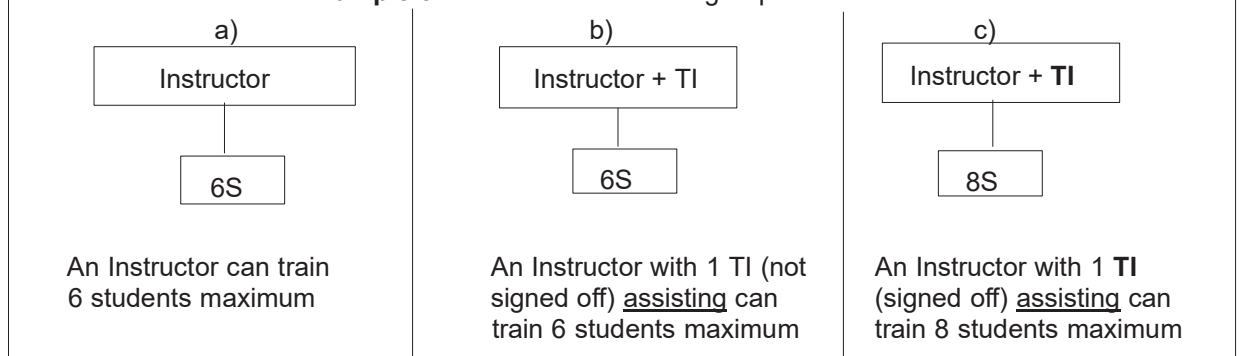 a)
Instructor
6S
An Instructor can train
6 students maximum
b)
Instructor + TI
6S
An Instructor with 1 TI (not
signed off) assisting can
train 6 students maximum
c)
Instructor + TI
8S
An Instructor with 1 TI
(signed off) assisting can
train 8 students maximum